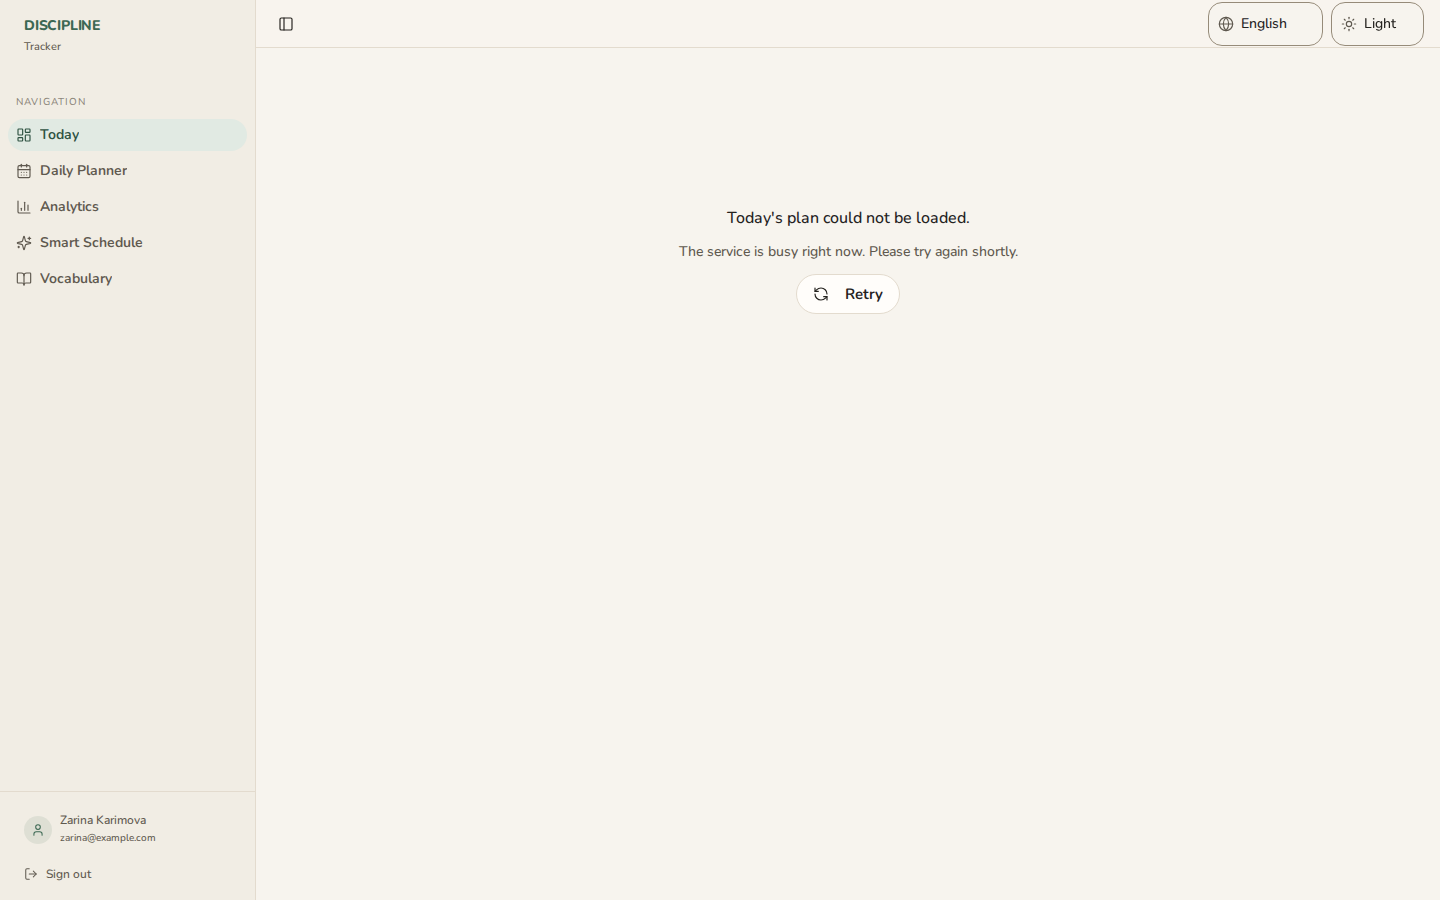 DISCIPLINE
Tracker
NAVIGATION
Today
Daily Planner
Analytics
Smart Schedule
Vocabulary
Zarina Karimova
zarina@example.com
Sign out
English
Light
Today's plan could not be loaded.
The service is busy right now. Please try again shortly.
Retry